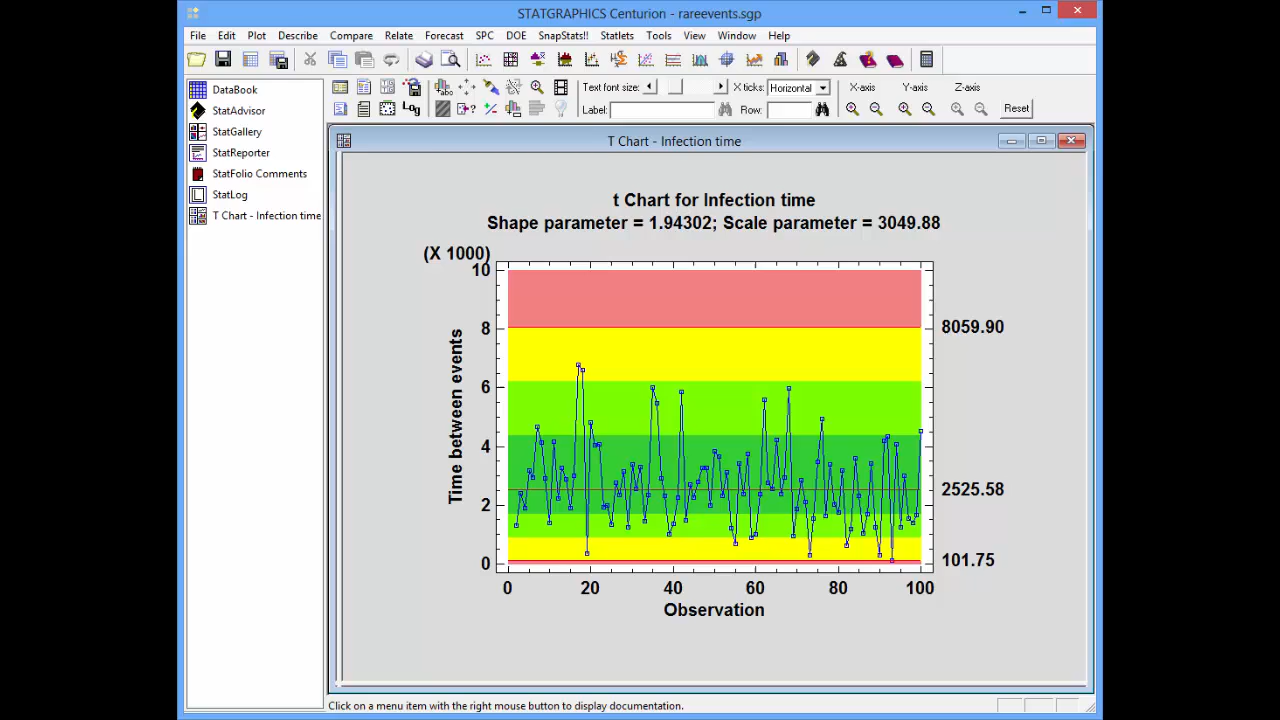 STATGRAPHICS Centurion - rareevents.sgp
File Edit Plot Describe Compare Relate Forecast SPC DOE SnapStats!! Statlets Tools View Window Help
Text font size: X ticks: Horizontal X-axis Y-axis Z-axis
Log Label: Row: Reset
DataBook
StatAdvisor
StatGallery
StatReporter
StatFolio Comments
StatLog
T Chart - Infection time
T Chart - Infection time
t Chart for Infection time
Shape parameter = 1.94302; Scale parameter = 3049.88
(X 1000)
10
8
6
4
2
0
Time between events
8059.90
2525.58
101.75
0 20 40 60 80 100
Observation
Click on a menu item with the right mouse button to display documentation.